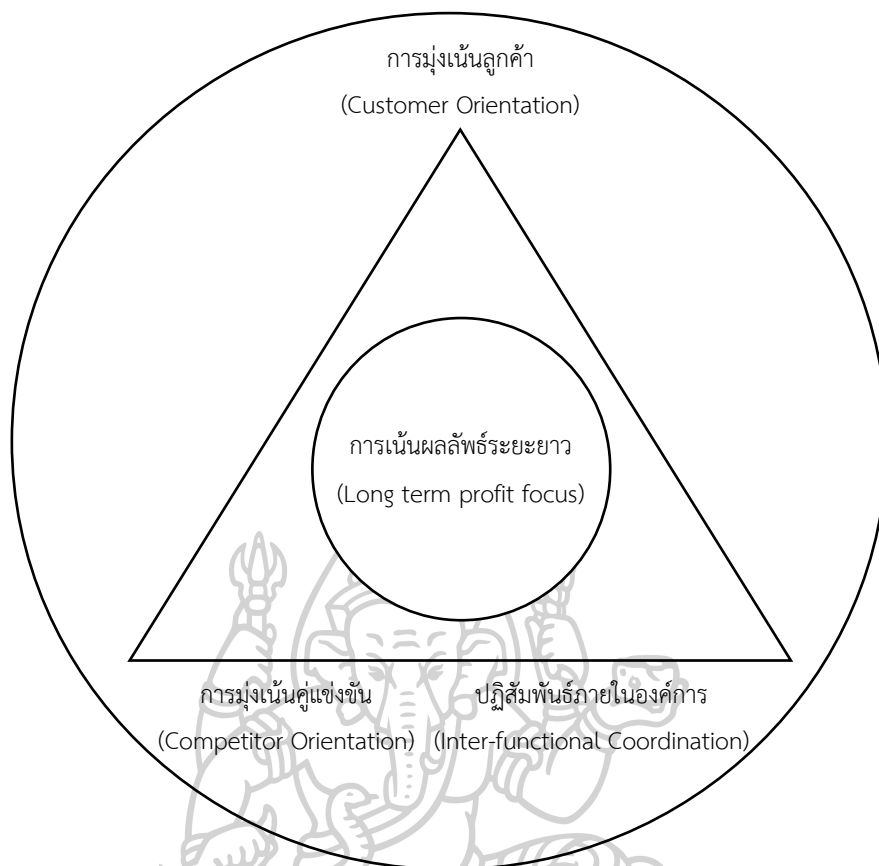 การมุ่งเน้นลูกค้า
(Customer Orientation)
การเน้นผลลัพธ์ระยะยาว
(Long term profit focus)
การมุ่งเน้นคู่แข่งขัน
(Competitor Orientation)
ปฏิสัมพันธ์ภายในองค์การ
(Inter-functional Coordination)